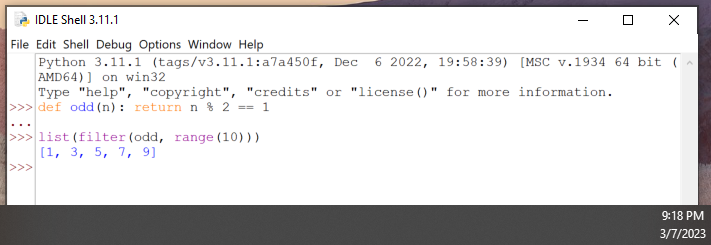 IDLE Shell 3.11.1
File Edit Shell Debug Options Window Help
Python 3.11.1 (tags/v3.11.1:a7a450f, Dec  6 2022, 19:58:39) [MSC v.1934 64 bit (
AMD64)] on win32
Type "help", "copyright", "credits" or "license()" for more information.
>>> def odd(n): return n % 2 == 1
...
>>> list(filter(odd, range(10)))
[1, 3, 5, 7, 9]
>>>
9:18 PM
3/7/2023